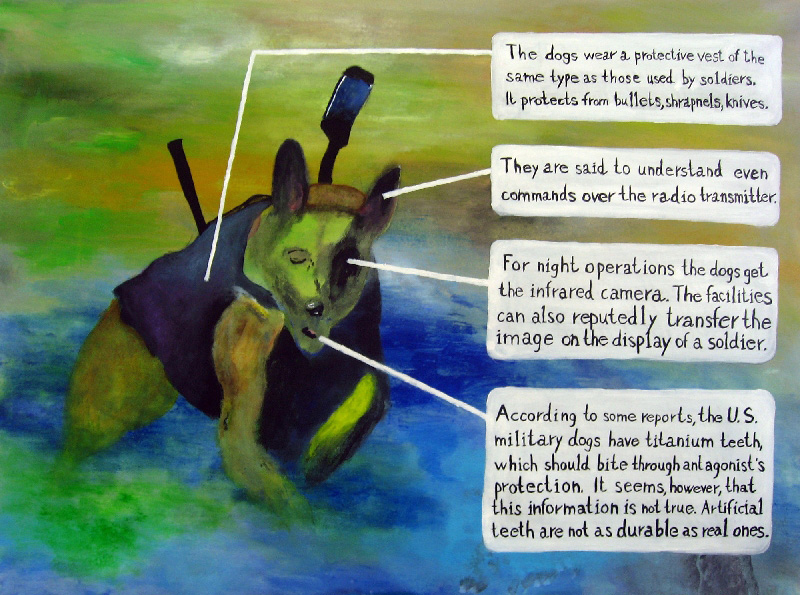 The dogs wear a protective vest of the
same type as those used by soldiers.
It protects from bullets, shrapnels, knives.
They are said to understand even
commands over the radio transmitter.
For night operations the dogs get
the infrared camera. The facilities
can also reputedly transfer the
image on the display of a soldier.
According to some reports, the U.S.
military dogs have titanium teeth,
which should bite through antagonist's
protection. It seems, however, that
this information is not true. Artificial
teeth are not as durable as real ones.